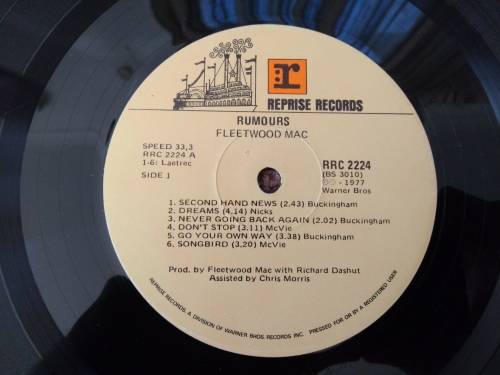 r
REPRISE RECORDS
RUMOURS
FLEETWOOD MAC
SPEED 33,3
RRC 2224 A
1-6: Laetrec
SIDE 1
RRC 2224
(BS 3010)
℗ - 1977
Warner Bros
1. SECOND HAND NEWS (2.43) Buckingham
2. DREAMS (4,14) Nicks
3. NEVER GOING BACK AGAIN (2.02) Buckingham
4. DON'T STOP (3.11) McVie
5. GO YOUR OWN WAY (3.38) Buckingham
6. SONGBIRD (3,20) McVie
Prod. by Fleetwood Mac with Richard Dashut
Assisted by Chris Morris
REPRISE RECORDS, A DIVISION OF WARNER BROS. RECORDS INC. PRESSED FOR OR BY A REGISTERED USER